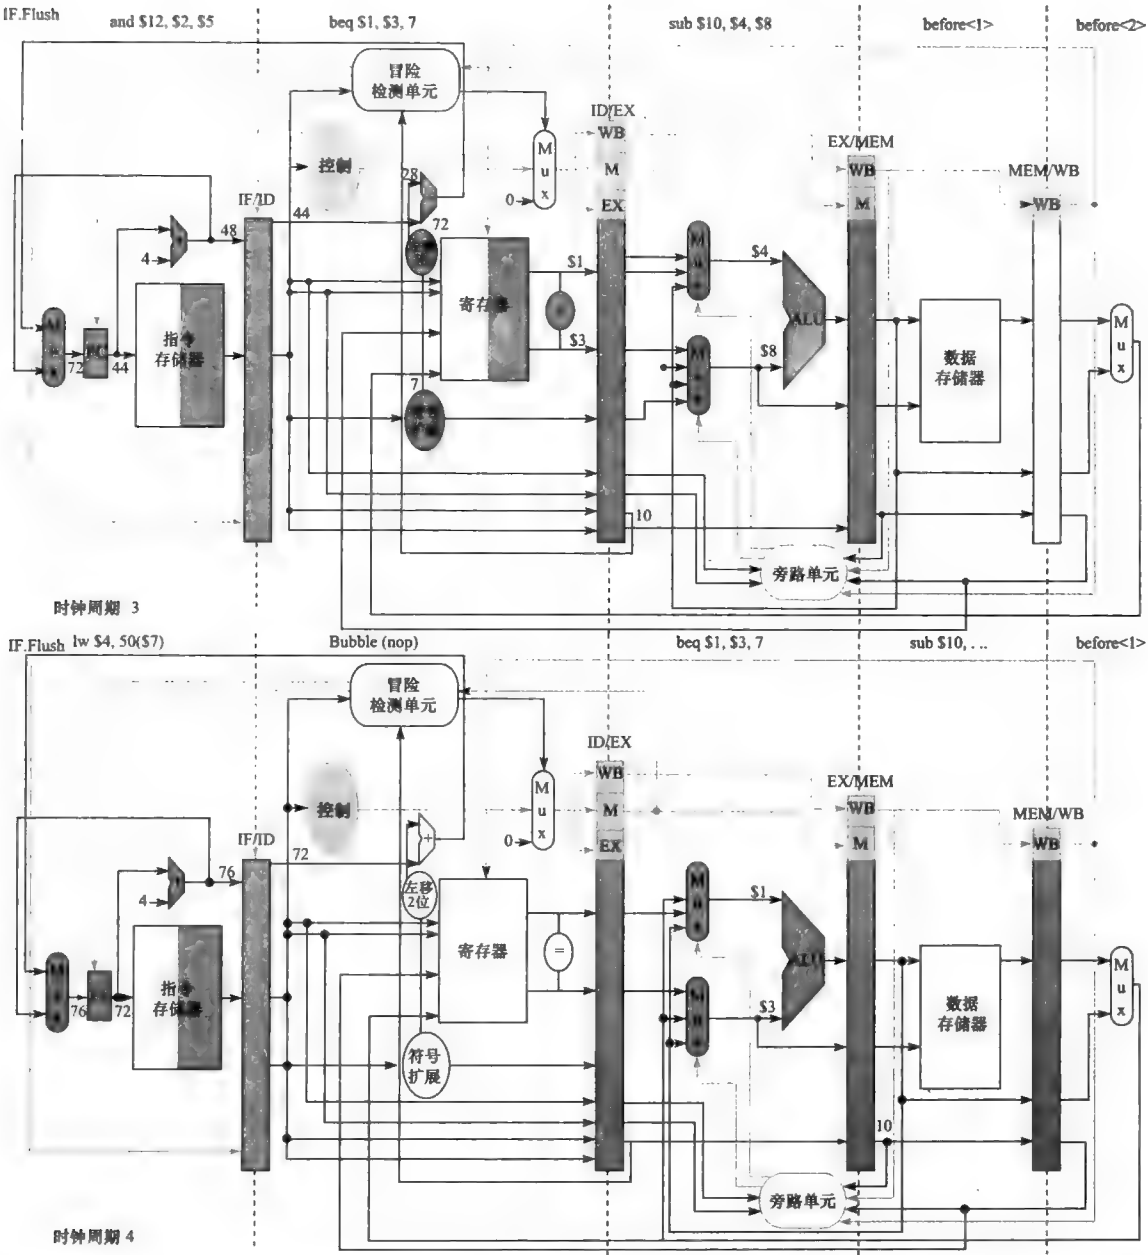 IF.Flush
and $12, $2, $5
beq $1, $3, 7
sub $10, $4, $8
before<1>
before<2>
冒险
检测单元
ID/EX
WB
M
EX
EX/MEM
WB
M
MEM/WB
WB
控制
M
u
x
0
28
IF/ID
44
72
48
4
$1
$3
$4
$8
M
M
寄存器
ALU
指令
存储器
数据
存储器
M
u
x
72
PC
44
7
10
旁路单元
时钟周期 3
IF.Flush
lw $4, 50($7)
Bubble (nop)
beq $1, $3, 7
sub $10, . . .
before<1>
冒险
检测单元
ID/EX
WB
M
EX
EX/MEM
WB
M
MEM/WB
WB
控制
M
u
x
0
+
IF/ID
72
76
4
左移
2位
寄存器
=
M
$1
$3
ALU
指令
存储器
数据
存储器
M
u
x
76
72
符号
扩展
10
旁路单元
时钟周期 4